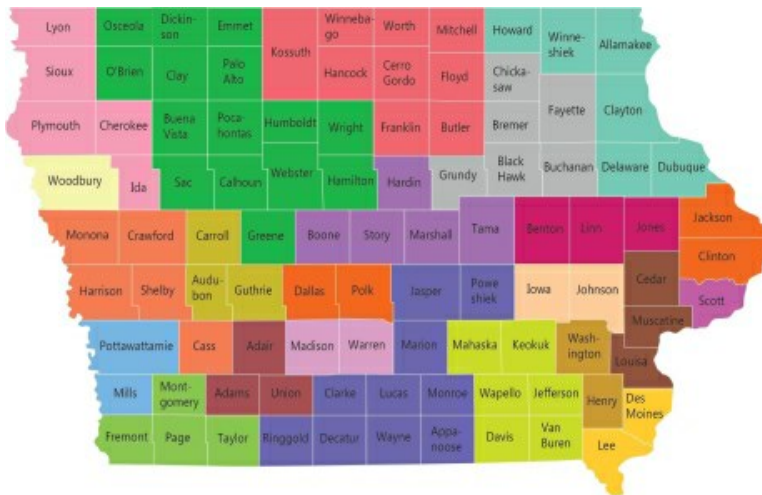 Lyon
Osceola
Dickin-
son
Emmet
Kossuth
Winneba-
go
Worth
Mitchell
Howard
Winne-
shiek
Allamakee
Sioux
O'Brien
Clay
Palo
Alto
Hancock
Cerro
Gordo
Floyd
Chicka-
saw
Fayette
Clayton
Plymouth
Cherokee
Buena
Vista
Poca-
hontas
Humboldt
Wright
Franklin
Butler
Bremer
Woodbury
Ida
Sac
Calhoun
Webster
Hamilton
Hardin
Grundy
Black
Hawk
Buchanan
Delaware
Dubuque
Monona
Crawford
Carroll
Greene
Boone
Story
Marshall
Tama
Benton
Linn
Jones
Jackson
Clinton
Harrison
Shelby
Audu-
bon
Guthrie
Dallas
Polk
Jasper
Powe
shiek
Iowa
Johnson
Cedar
Scott
Muscatine
Pottawattamie
Cass
Adair
Madison
Warren
Marion
Mahaska
Keokuk
Wash-
ington
Louisa
Mills
Mont-
gomery
Adams
Union
Clarke
Lucas
Monroe
Wapello
Jefferson
Henry
Des
Moines
Fremont
Page
Taylor
Ringgold
Decatur
Wayne
Appa-
noose
Davis
Van
Buren
Lee